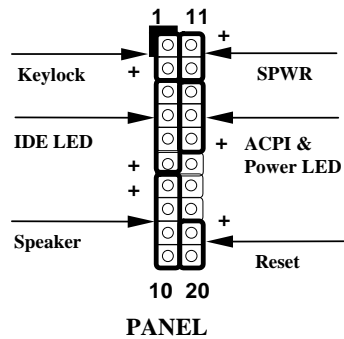 1 11
+
Keylock
+
SPWR
IDE LED
+
ACPI &
Power LED
+
+
Speaker
+
Reset
10 20
PANEL